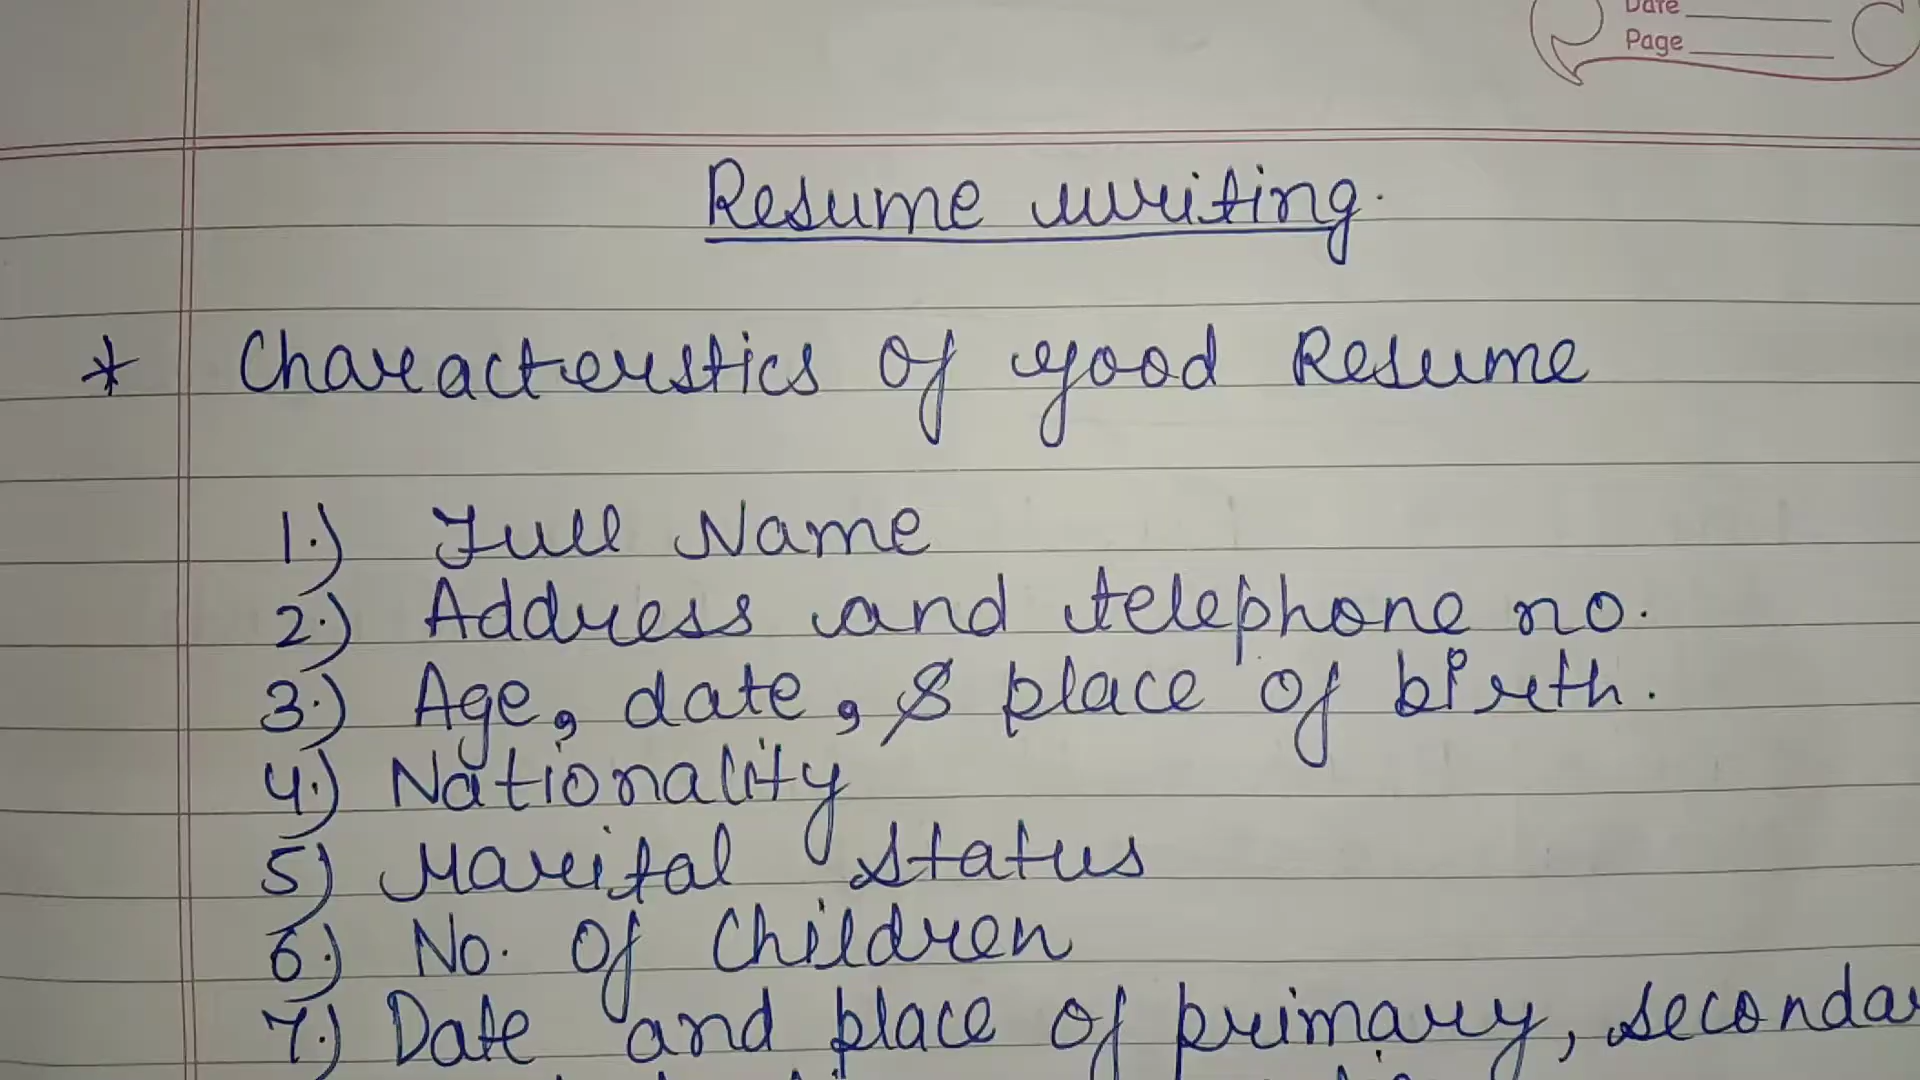 Date
Page
Resume writing.
* Characterstics of good Resume
1.) Full Name
2.) Address and telephone no.
3.) Age, date, & place of birth.
4.) Nationality
5) Marital Status
6.) No. of Children
7.) Date and place of primary, seconda